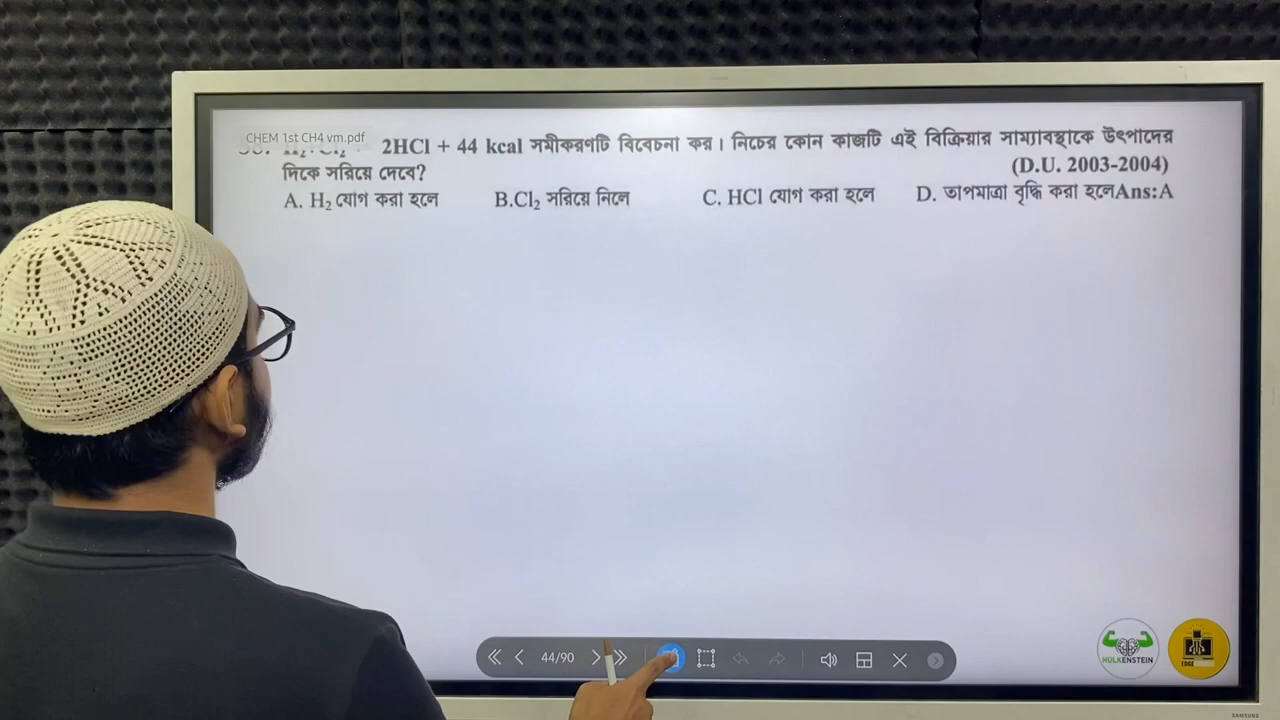 CHEM 1st CH4 vm.pdf
2HCl + 44 kcal সমীকরণটি বিবেচনা কর। নিচের কোন কাজটি এই বিক্রিয়ার সাম্যাবস্থাকে উৎপাদের
দিকে সরিয়ে দেবে?
(D.U. 2003-2004)
A. H₂ যোগ করা হলে B.Cl₂ সরিয়ে নিলে C. HCl যোগ করা হলে D. তাপমাত্রা বৃদ্ধি করা হলেAns:A
44/90
HULKENSTEIN
SAMSUNG